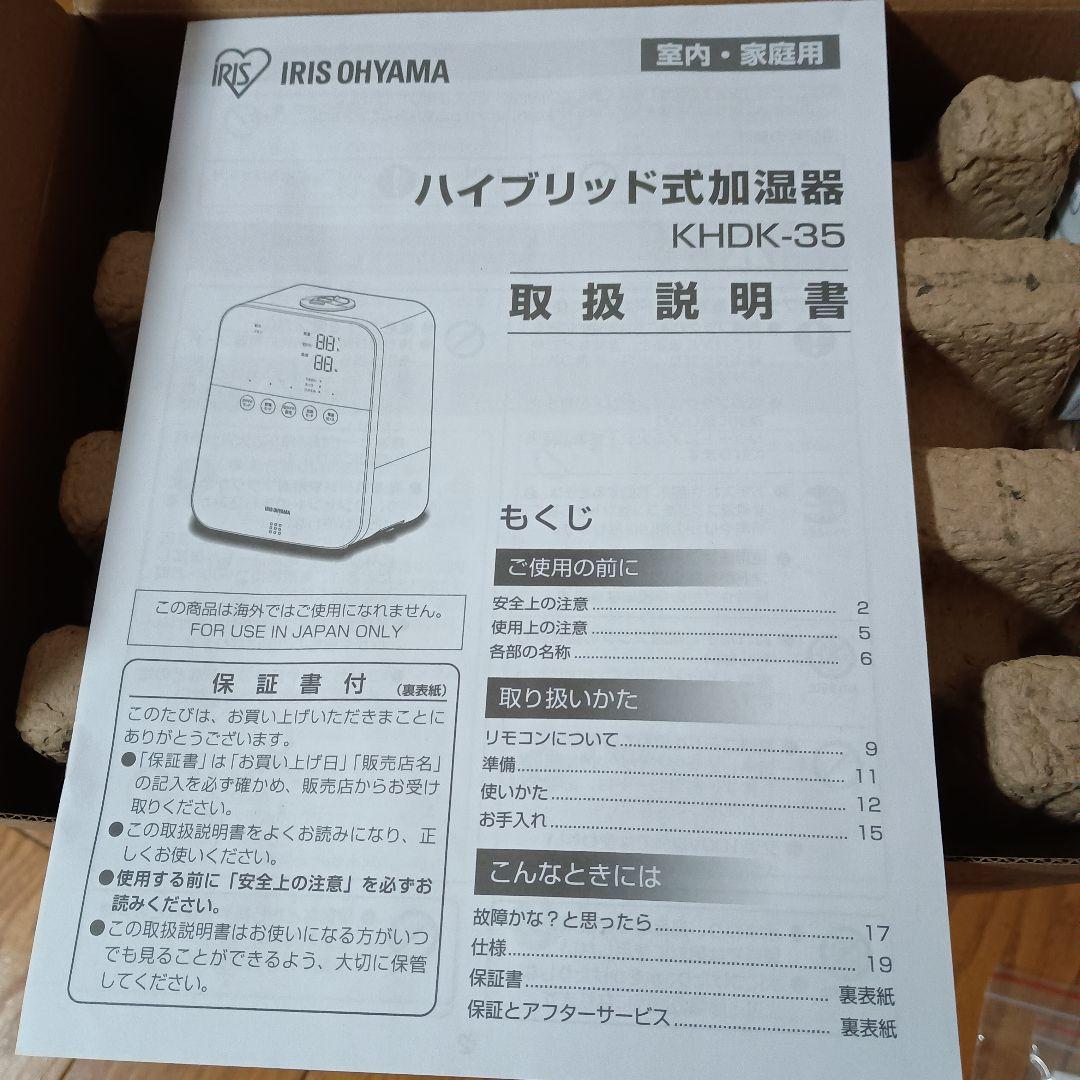 IRIS IRIS OHYAMA
室内・家庭用
ハイブリッド式加湿器
KHDK-35
取扱説明書
IRIS OHYAMA
この商品は海外ではご使用になれません。
FOR USE IN JAPAN ONLY
保証書付（裏表紙）
このたびは、お買い上げいただきまことに
ありがとうございます。
●「保証書」は「お買い上げ日」「販売店名」
の記入を必ず確かめ、販売店からお受け
取りください。
●この取扱説明書をよくお読みになり、正
しくお使いください。
●使用する前に「安全上の注意」を必ずお
読みください。
●この取扱説明書はお使いになる方がいつ
でも見ることができるよう、大切に保管
してください。
もくじ
ご使用の前に
安全上の注意 2
使用上の注意 5
各部の名称 6
取り扱いかた
リモコンについて 9
準備 11
使いかた 12
お手入れ 15
こんなときには
故障かな？と思ったら 17
仕様 19
保証書 裏表紙
保証とアフターサービス 裏表紙